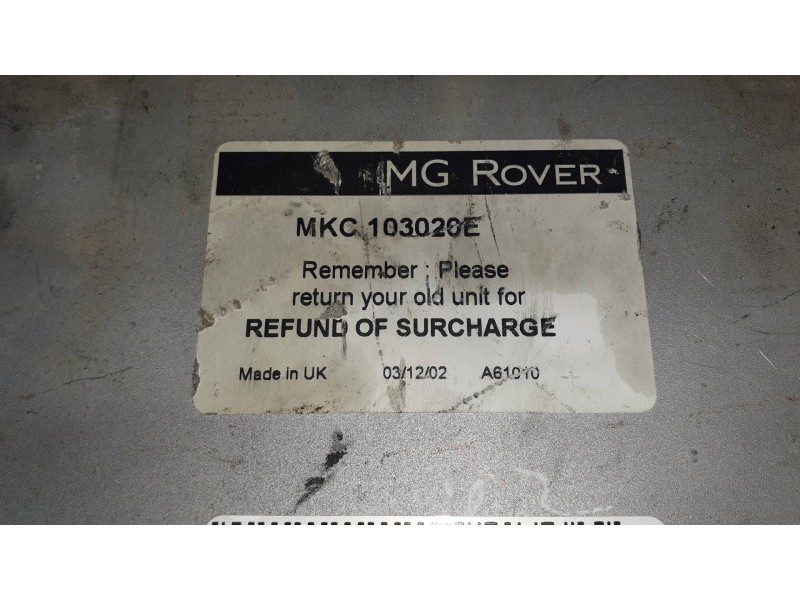 MG ROVER
MKC 103020E
Remember : Please
return your old unit for
REFUND OF SURCHARGE
Made in UK 03/12/02 A61010